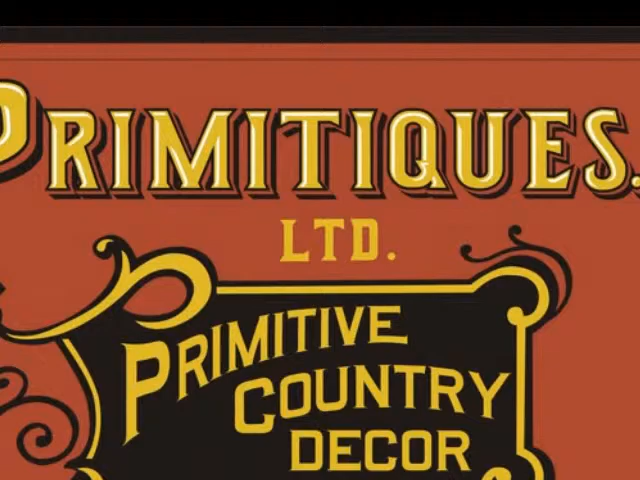 PRIMITIQUES.
LTD.
PRIMITIVE
COUNTRY
DECOR